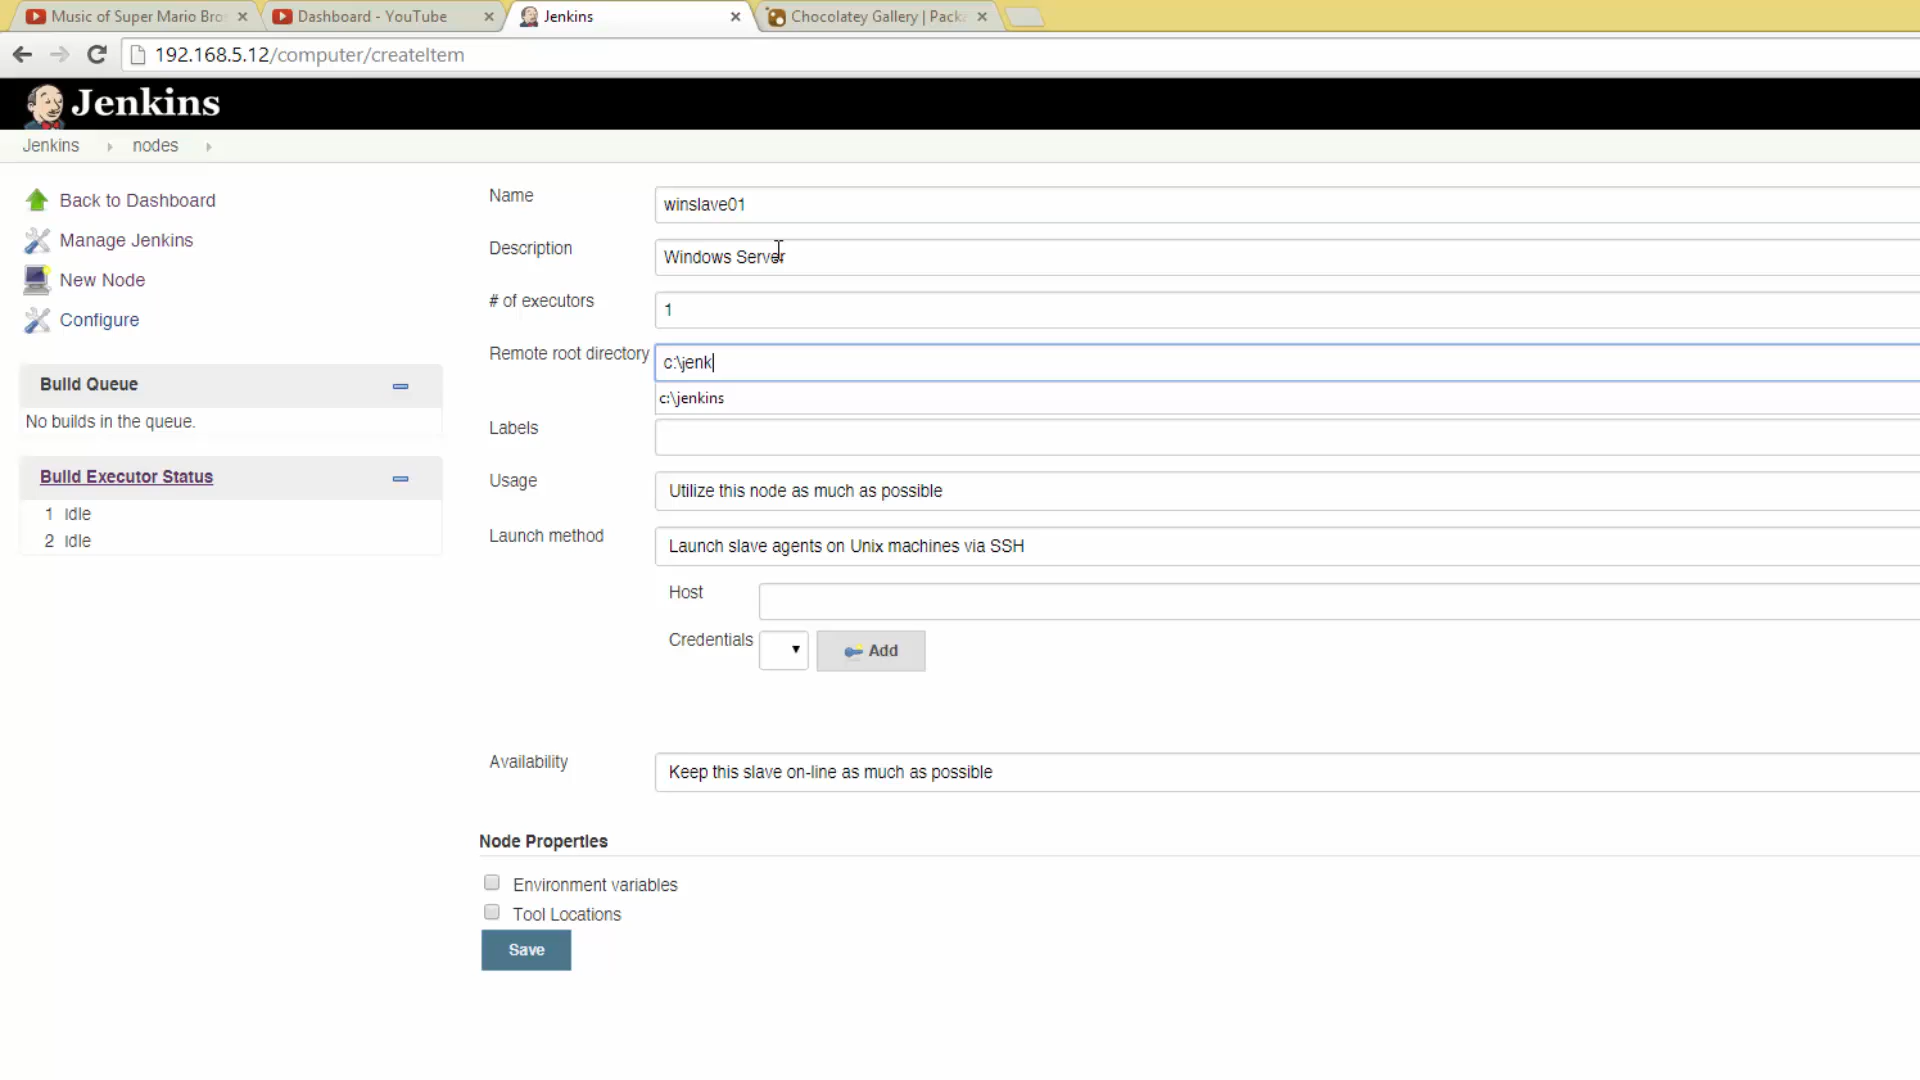 Music of Super Mario Bro
Dashboard - YouTube
Jenkins
Chocolatey Gallery | Packa
192.168.5.12/computer/createItem
Jenkins
Jenkins
nodes
Back to Dashboard
Manage Jenkins
New Node
Configure
Build Queue
No builds in the queue.
Build Executor Status
1 Idle
2 Idle
Name
winslave01
Description
Windows Server
# of executors
1
Remote root directory
c:\jenk
c:\jenkins
Labels
Usage
Utilize this node as much as possible
Launch method
Launch slave agents on Unix machines via SSH
Host
Credentials
Add
Availability
Keep this slave on-line as much as possible
Node Properties
Environment variables
Tool Locations
Save